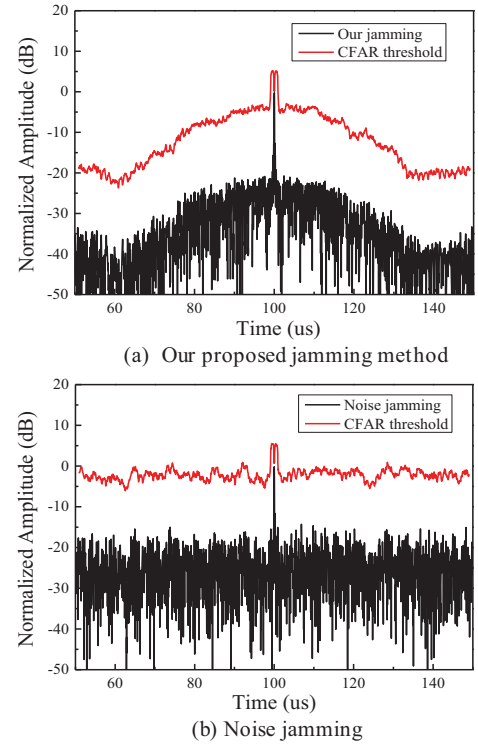 20
10
0
-10
-20
-30
-40
-50
Normalized Amplitude (dB)
Our jamming
CFAR threshold
60 80 100 120 140
Time (us)
(a) Our proposed jamming method
20
10
0
-10
-20
-30
-40
-50
Normalized Amplitude (dB)
Noise jamming
CFAR threshold
60 80 100 120 140
Time (us)
(b) Noise jamming